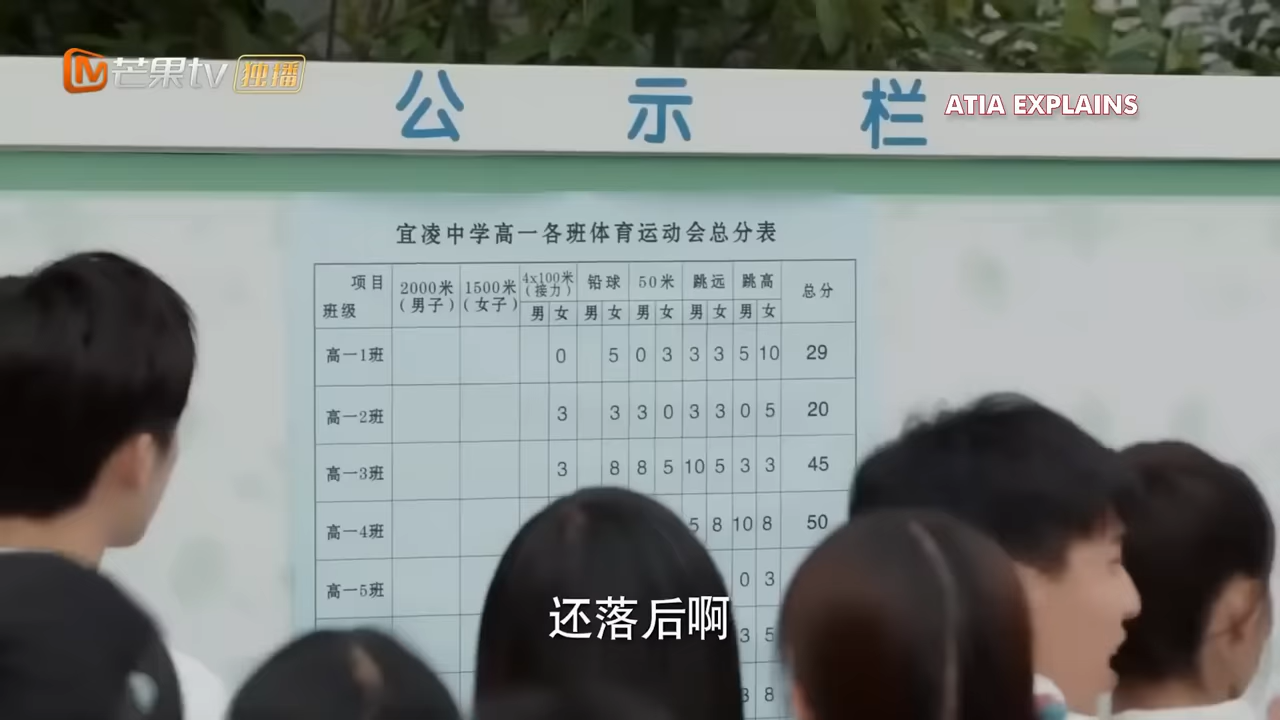 芒果tv 独播
公示栏
ATIA EXPLAINS
宜凌中学高一各班体育运动会总分表
项目 班级 2000米（男子） 1500米（女子） 4x100米（接力） 铅球 50米 跳远 跳高 总分
男 女 男 女 男 女 男 女 男 女
高一1班 0 5 0 3 3 3 5 10 29
高一2班 3 3 3 0 3 3 0 5 20
高一3班 3 8 8 5 10 5 3 3 45
高一4班 5 8 10 8 50
高一5班 0 3
还落后啊
3 5
8